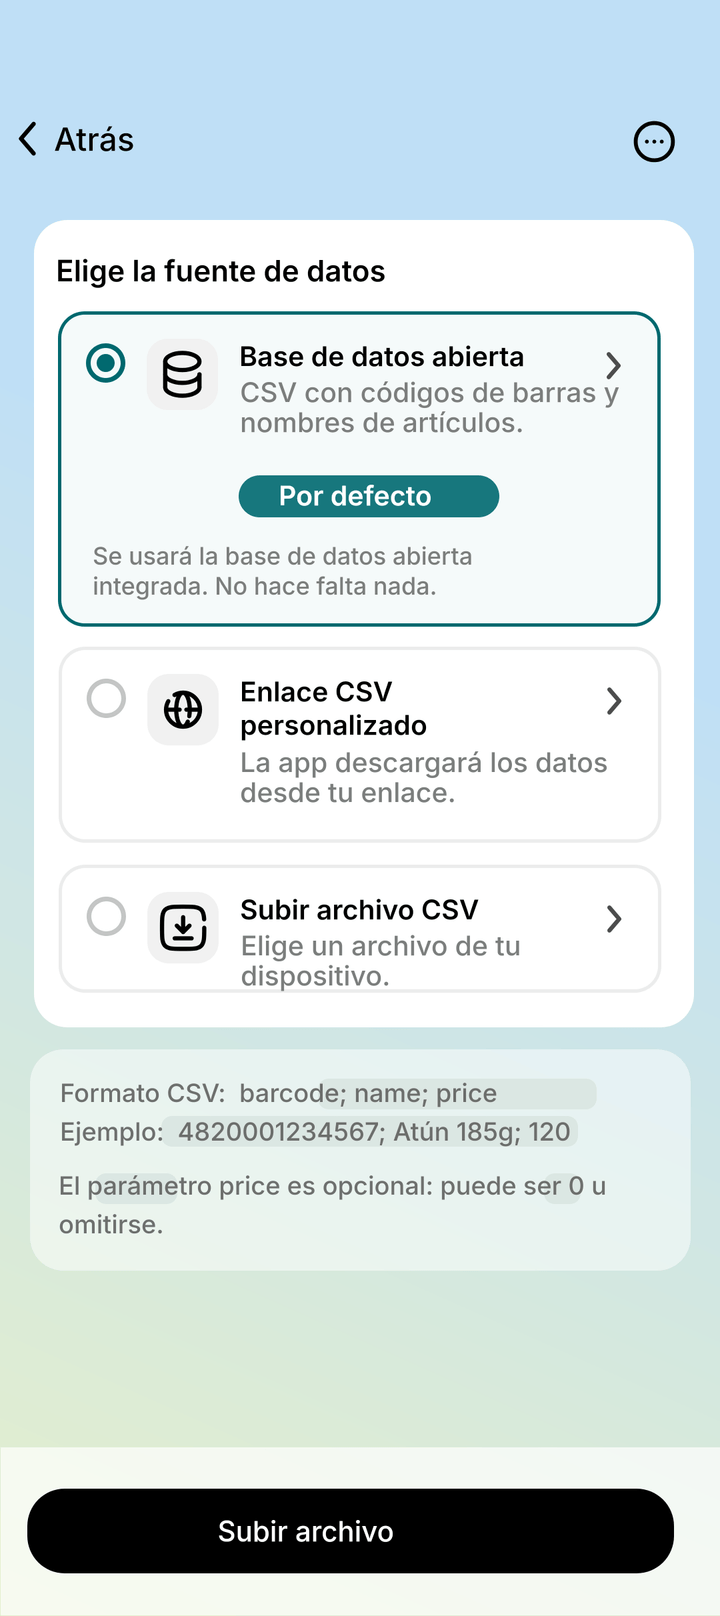 Atrás
Elige la fuente de datos
Base de datos abierta
CSV con códigos de barras y
nombres de artículos.
Por defecto
Se usará la base de datos abierta
integrada. No hace falta nada.
Enlace CSV
personalizado
La app descargará los datos
desde tu enlace.
Subir archivo CSV
Elige un archivo de tu
dispositivo.
Formato CSV: barcode; name; price
Ejemplo: 4820001234567; Atún 185g; 120
El parámetro price es opcional: puede ser 0 u
omitirse.
Subir archivo